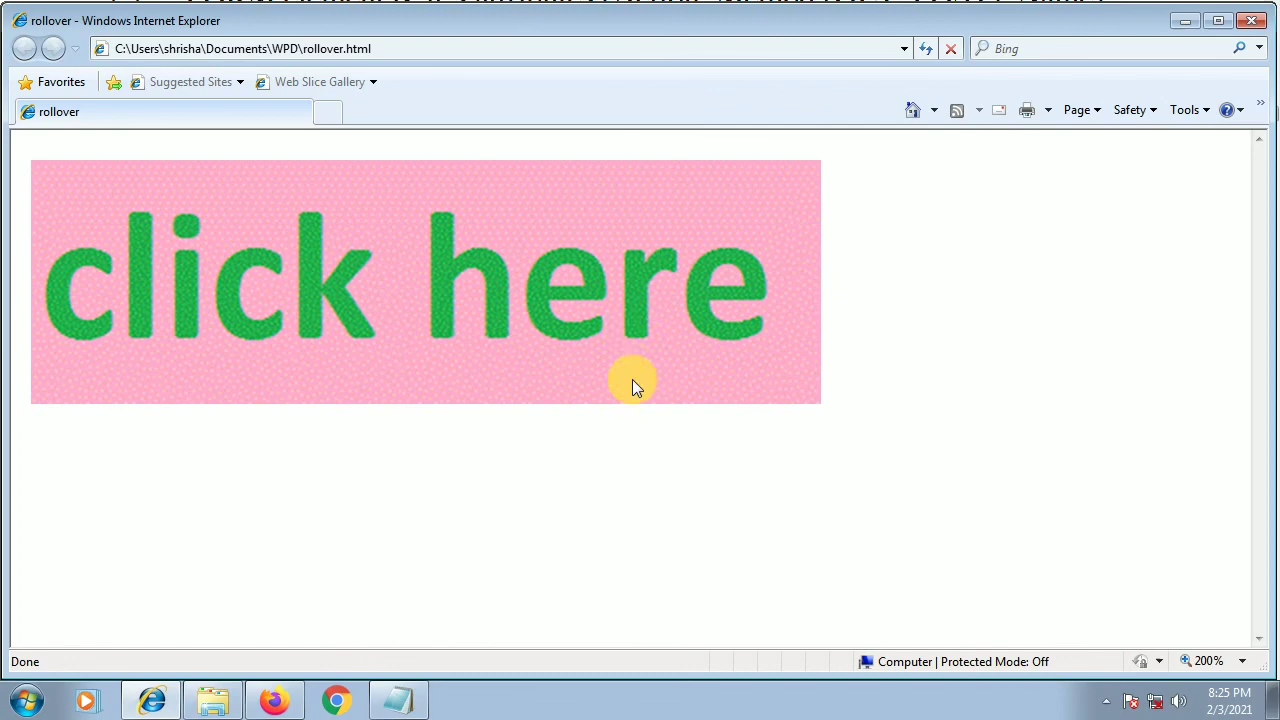 rollover - Windows Internet Explorer
C:\Users\shrisha\Documents\WPD\rollover.html
Bing
Favorites
Suggested Sites
Web Slice Gallery
rollover
Page
Safety
Tools
click here
Done
Computer | Protected Mode: Off
200%
8:25 PM
2/3/2021